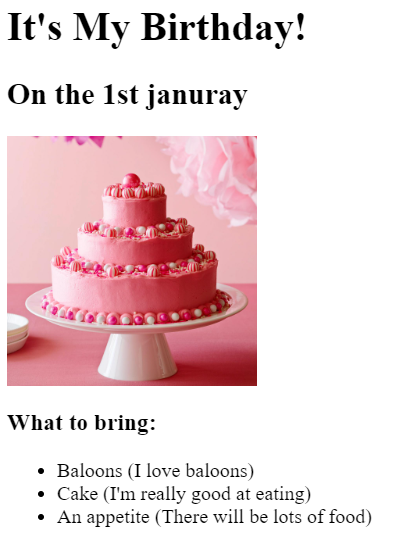 It's My Birthday!
On the 1st januray
What to bring:
Baloons (I love baloons)
Cake (I'm really good at eating)
An appetite (There will be lots of food)